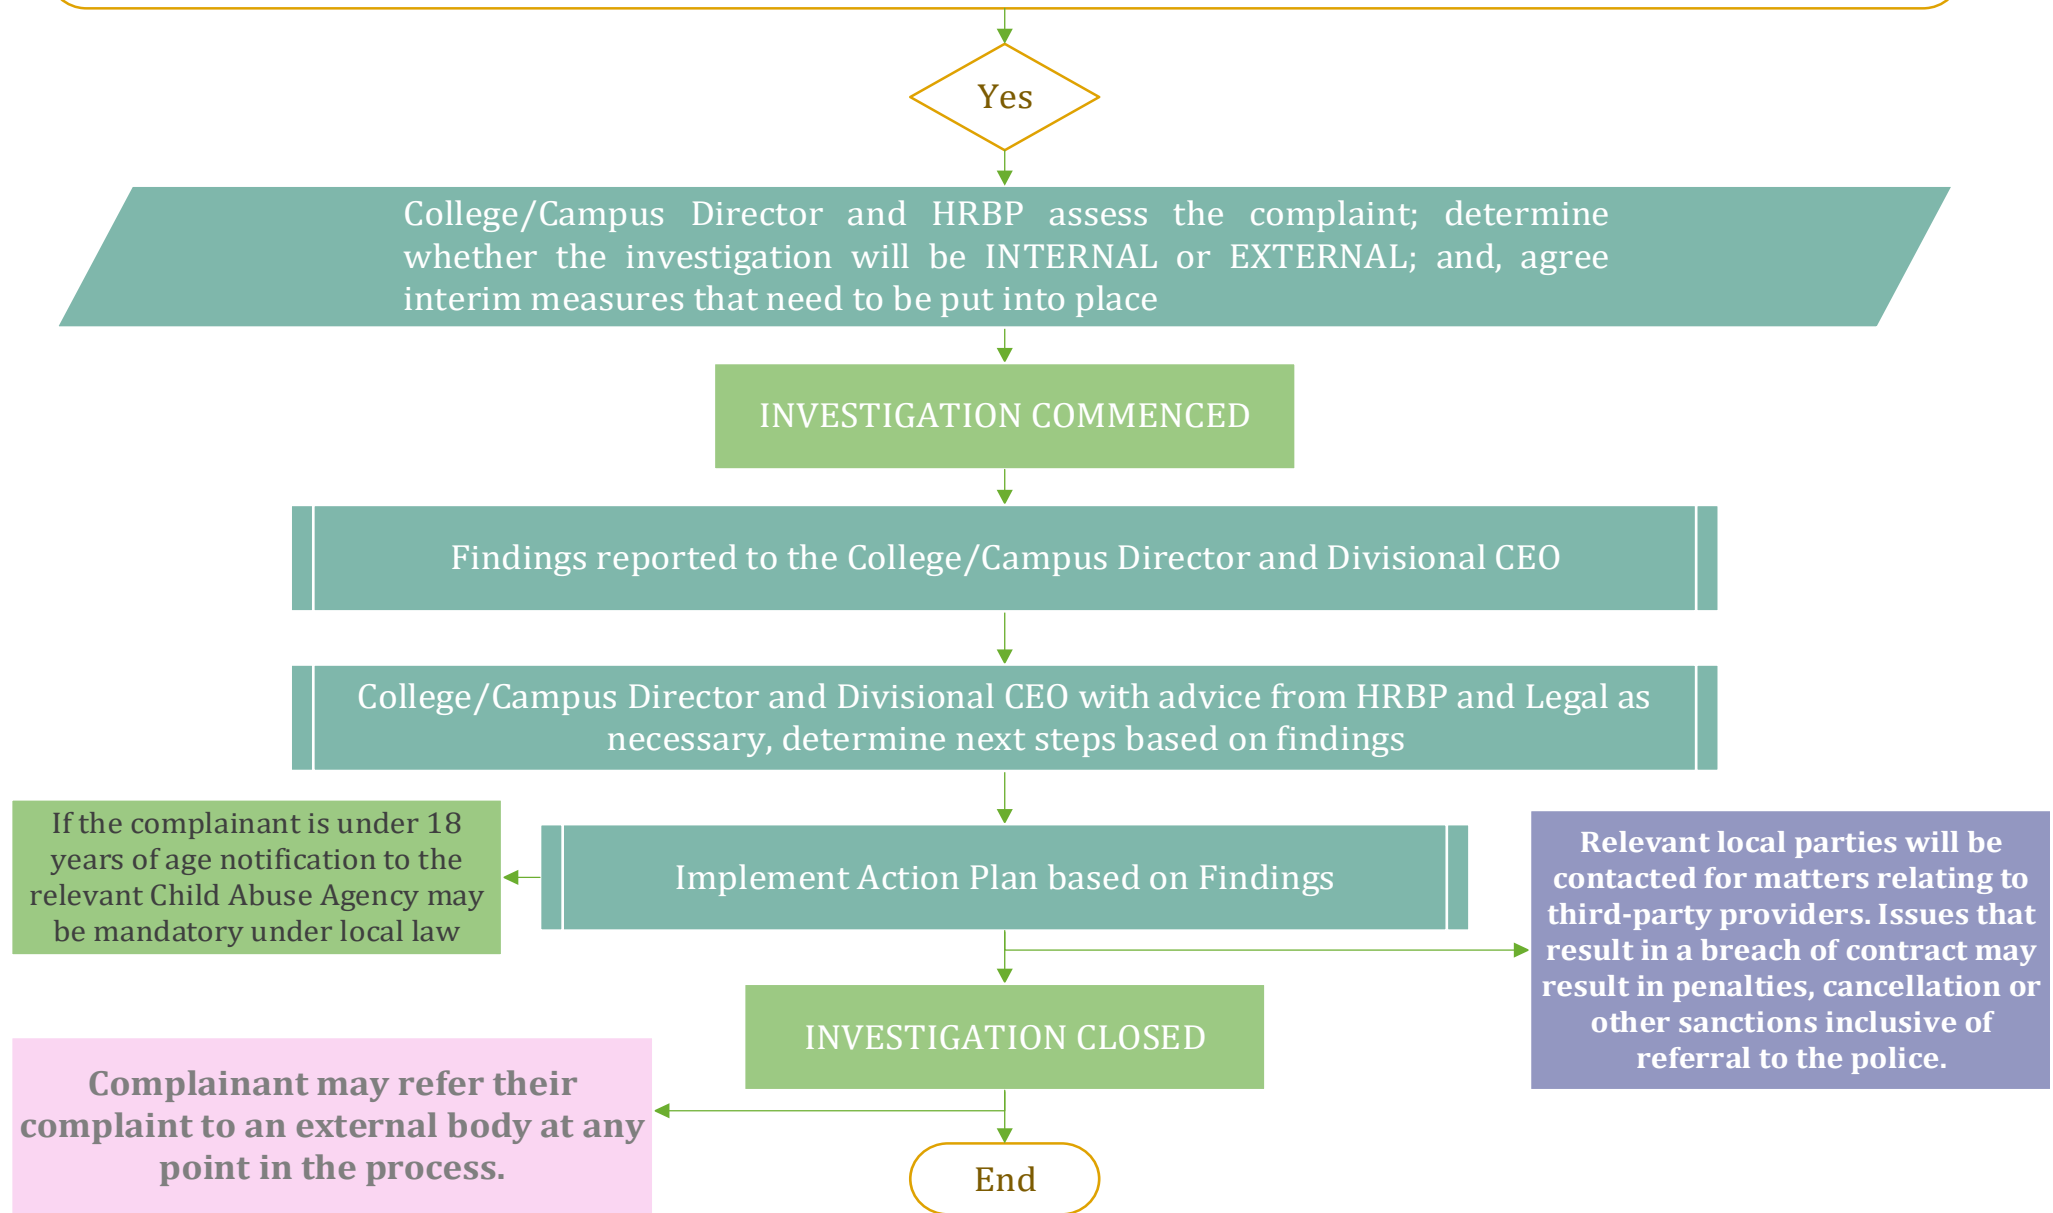 Yes
College/Campus Director and HRBP assess the complaint; determine
whether the investigation will be INTERNAL or EXTERNAL; and, agree
interim measures that need to be put into place
INVESTIGATION COMMENCED
Findings reported to the College/Campus Director and Divisional CEO
College/Campus Director and Divisional CEO with advice from HRBP and Legal as
necessary, determine next steps based on findings
If the complainant is under 18
years of age notification to the
relevant Child Abuse Agency may
be mandatory under local law
Implement Action Plan based on Findings
Relevant local parties will be
contacted for matters relating to
third-party providers. Issues that
result in a breach of contract may
result in penalties, cancellation or
other sanctions inclusive of
referral to the police.
INVESTIGATION CLOSED
Complainant may refer their
complaint to an external body at any
point in the process.
End